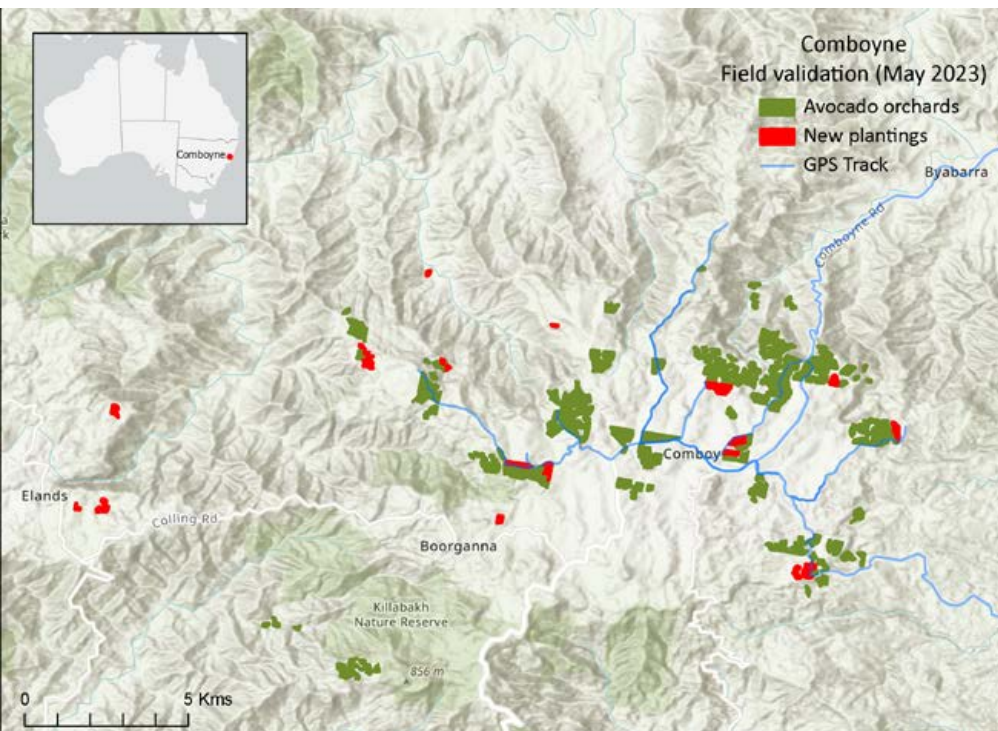 Comboyne
Field validation (May 2023)
Avocado orchards
New plantings
GPS Track
Comboyne
Byabarra
Comboyne Rd
Comboy
Elands
Colling Rd
Boorganna
Killabakh
Nature Reserve
856 m
0 5 Kms